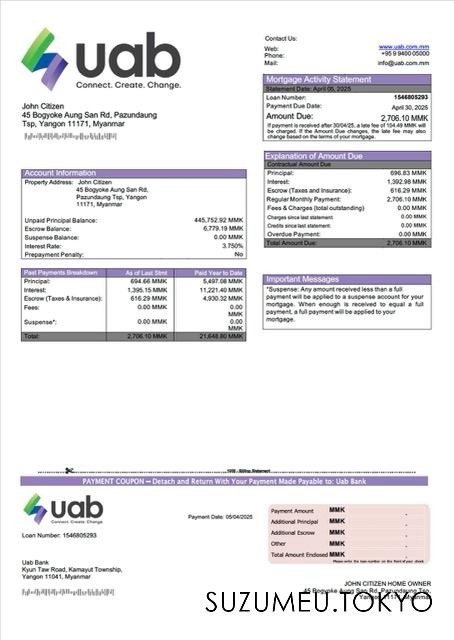 uab
Connect. Create. Change.
Contact Us:
Web: www.uab.com.mm
Phone: +95 9 9400 05000
Mail: info@uab.com.mm
John Citizen
45 Bogyoke Aung San Rd, Pazundaung
Tsp, Yangon 11171, Myanmar
Mortgage Activity Statement
Statement Date: April 05, 2025
Loan Number: 1546805293
Payment Due Date: April 30, 2025
Amount Due: 2,706.10 MMK
If payment is received after 30/04/25, a late fee of 104.49 MMK will
be charged. If the Amount Due changes, the late fee may also
change based on the terms of your mortgage.
Explanation of Amount Due
Contractual Amount Due
Principal: 696.83 MMK
Interest: 1,392.98 MMK
Escrow (Taxes and Insurance): 616.29 MMK
Regular Monthly Payment: 2,706.10 MMK
Fees & Charges (total outstanding) 0.00 MMK
Charges since last statement 0.00 MMK
Credits since last statement 0.00 MMK
Overdue Payment: 0.00 MMK
Total Amount Due: 2,706.10 MMK
Account Information
Property Address: John Citizen
45 Bogyoke Aung San Rd,
Pazundaung Tsp, Yangon
11171, Myanmar
Unpaid Principal Balance: 445,752.92 MMK
Escrow Balance: 6,779.19 MMK
Suspense Balance: 0.00 MMK
Interest Rate: 3.750%
Prepayment Penalty: No
Past Payments Breakdown As of Last Stmt Paid Year to Date
Principal: 694.66 MMK 5,497.08 MMK
Interest: 1,395.15 MMK 11,221.40 MMK
Escrow (Taxes & Insurance): 616.29 MMK 4,930.32 MMK
Fees: 0.00 MMK 0.00
MMK
Suspense*: 0.00 MMK 0.00
MMK
Total: 2,706.10 MMK 21,648.80 MMK
Important Messages
*Suspense: Any amount received less than a full
payment will be applied to a suspense account for your
mortgage. When enough is received to equal a full
payment, a full payment will be applied to your
mortgage.
Billing Statement
PAYMENT COUPON – Detach and Return With Your Payment Made Payable to: Uab Bank
uab
Connect. Create. Change.
Payment Date: 05/04/2025
Loan Number: 1546805293
Payment Amount MMK .
Additional Principal MMK .
Additional Escrow MMK .
Other MMK .
Total Amount Enclosed MMK .
Please write the loan number on the front of your check
Uab Bank
Kyun Taw Road, Kamayut Township,
Yangon 11041, Myanmar
JOHN CITIZEN HOME OWNER
45 Bogyoke Aung San Rd, Pazundaung Tsp,
Yangon 11171, Myanmar
SUZUMEU.TOKYO